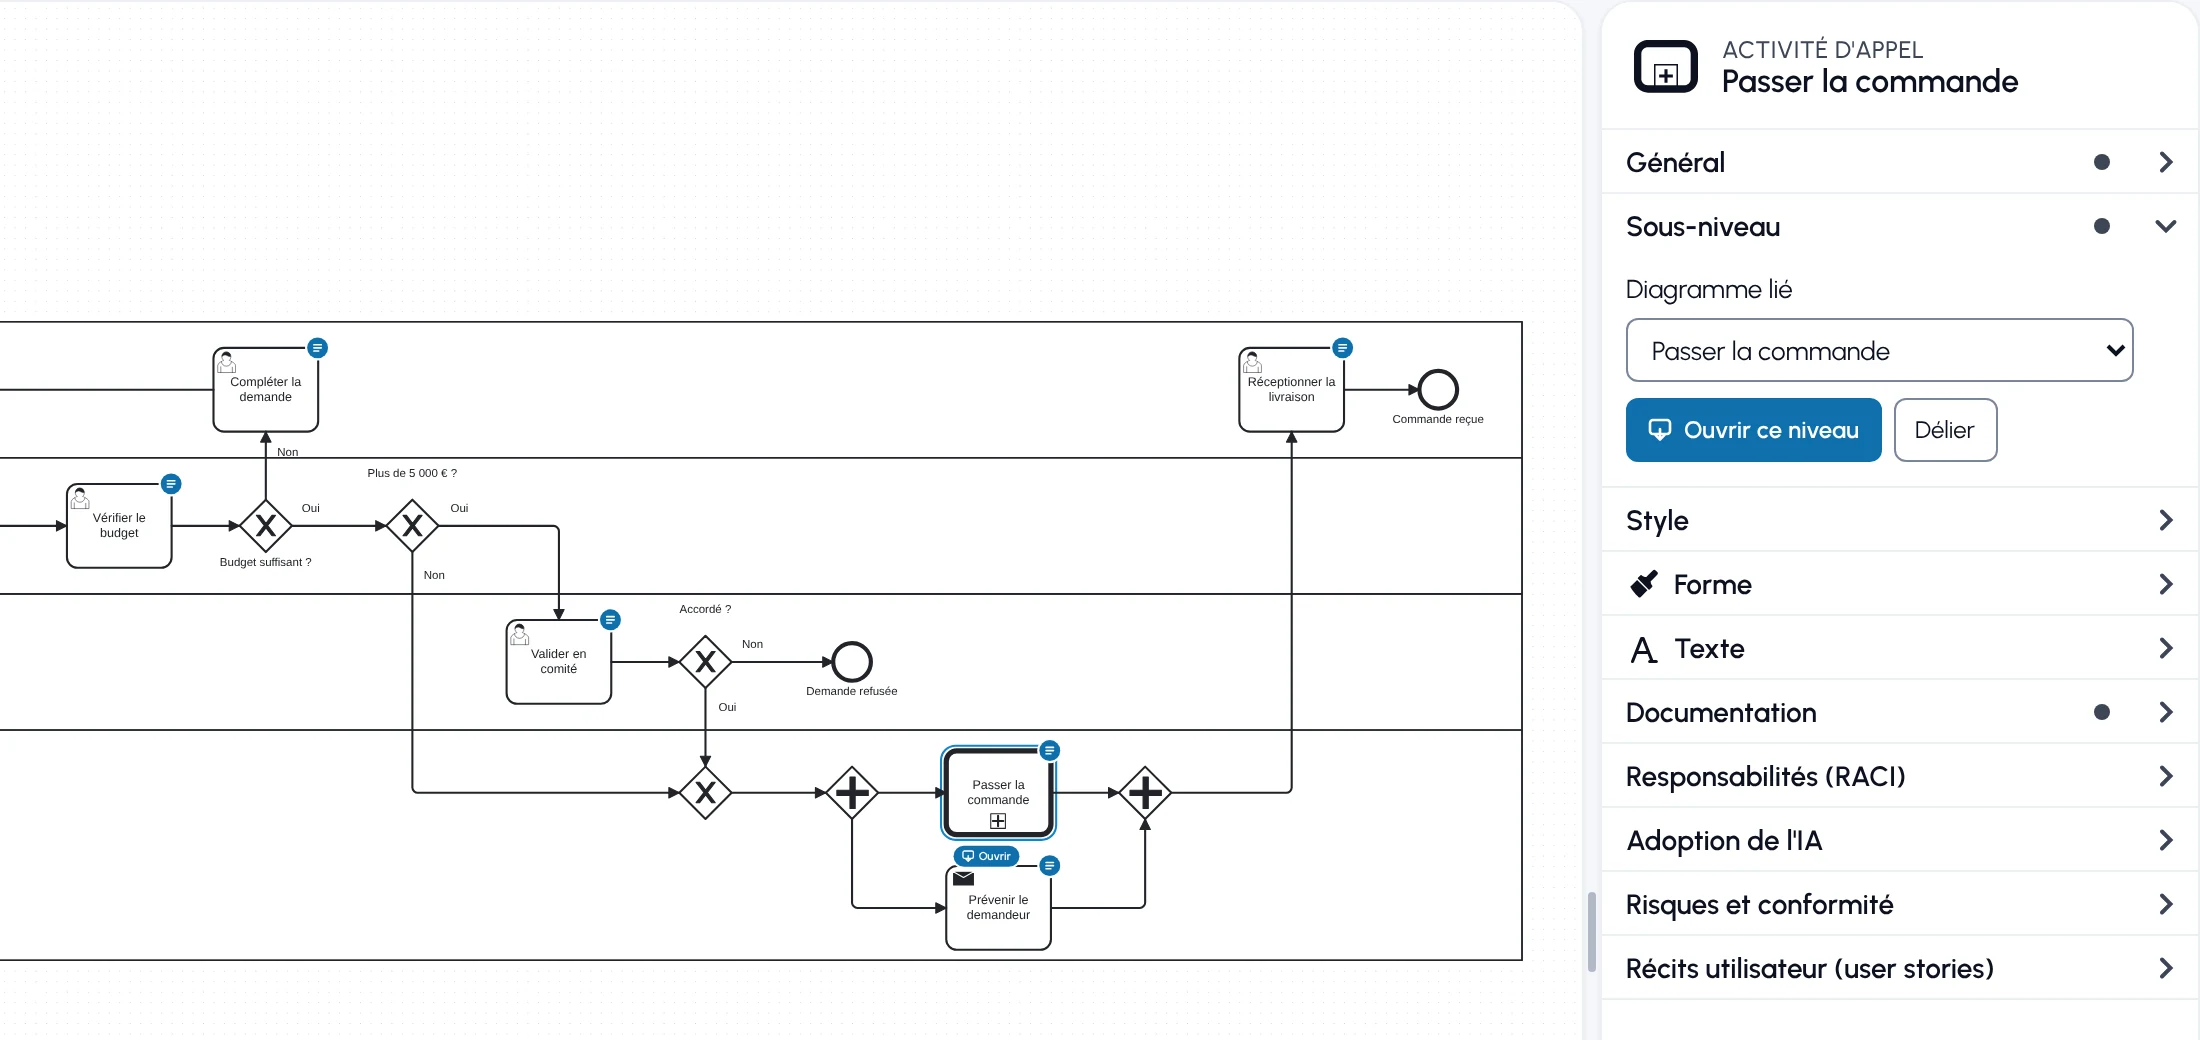 Compléter la
demande
Non
Vérifier le
budget
Oui
Budget suffisant ?
Plus de 5 000 € ?
Oui
Non
Valider en
comité
Accordé ?
Non
Oui
Demande refusée
Passer la
commande
Ouvrir
Prévenir le
demandeur
Réceptionner la
livraison
Commande reçue
ACTIVITÉ D'APPEL
Passer la commande
Général
Sous-niveau
Diagramme lié
Passer la commande
Ouvrir ce niveau
Délier
Style
Forme
Texte
Documentation
Responsabilités (RACI)
Adoption de l'IA
Risques et conformité
Récits utilisateur (user stories)